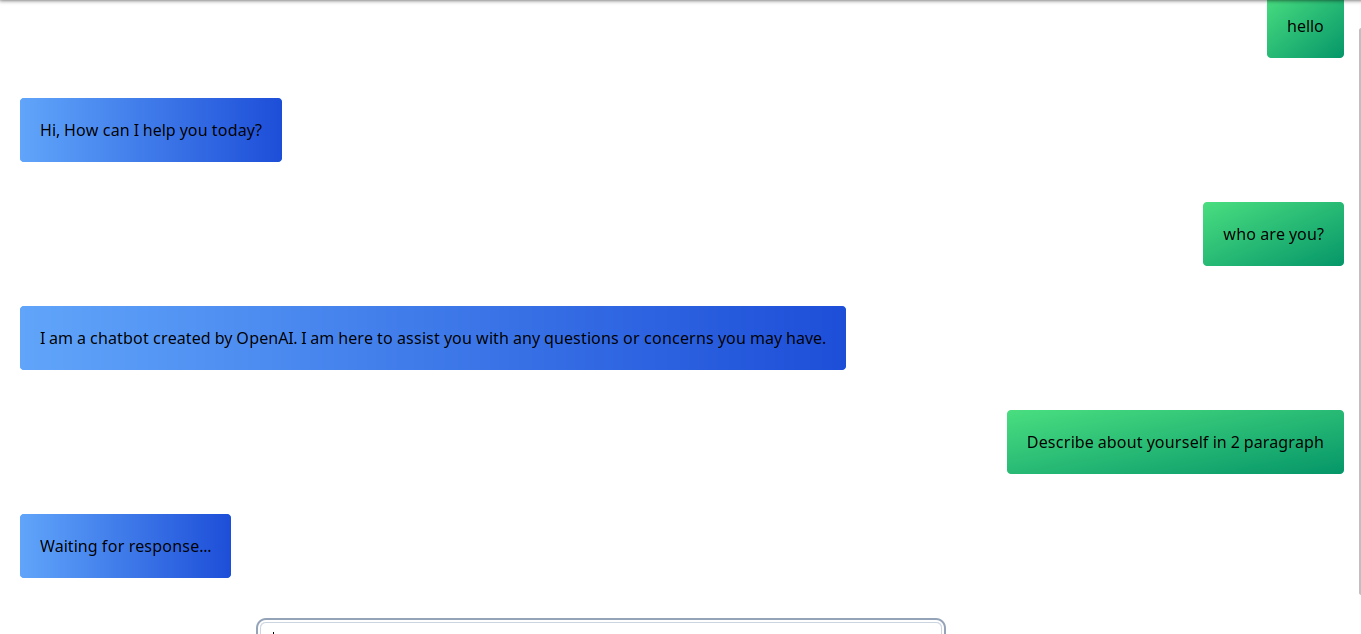 hello
Hi, How can I help you today?
who are you?
I am a chatbot created by OpenAI. I am here to assist you with any questions or concerns you may have.
Describe about yourself in 2 paragraph
Waiting for response...